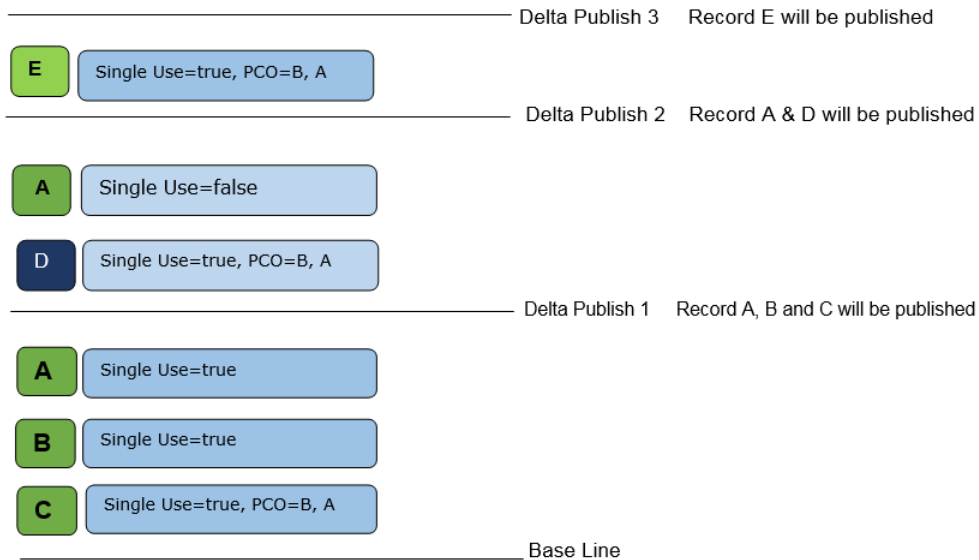 Delta Publish 3 Record E will be published
E Single Use=true, PCO=B, A
Delta Publish 2 Record A & D will be published
A Single Use=false
D Single Use=true, PCO=B, A
Delta Publish 1 Record A, B and C will be published
A Single Use=true
B Single Use=true
C Single Use=true, PCO=B, A
Base Line